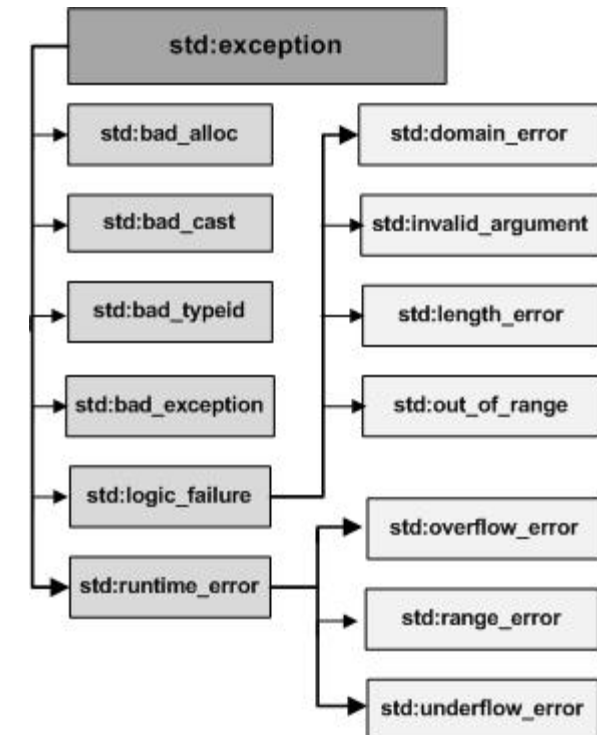 std:exception
std:bad_alloc
std:bad_cast
std:bad_typeid
std:bad_exception
std:logic_failure
std:runtime_error
std:domain_error
std:invalid_argument
std:length_error
std:out_of_range
std:overflow_error
std:range_error
std:underflow_error